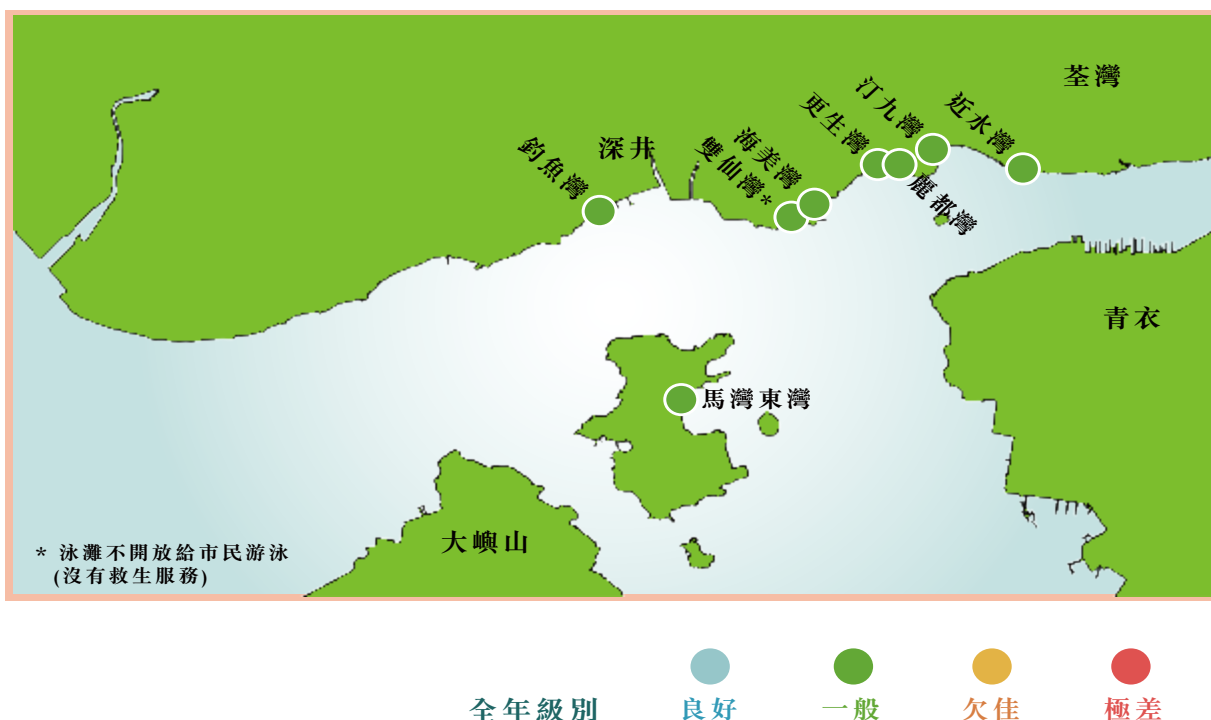 荃灣
汀九灣
近水灣
更生灣
海美灣
深井
釣魚灣
雙仙灣*
麗都灣
青衣
馬灣東灣
大嶼山
* 泳灘不開放給市民游泳
(沒有救生服務)
全年級別
良好
一般
欠佳
極差